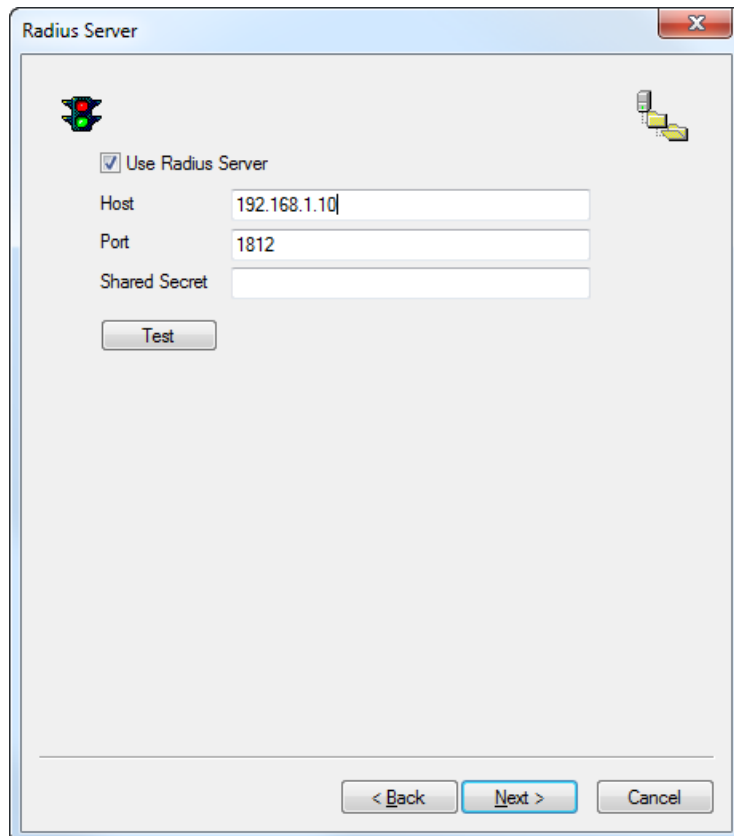 Radius Server
Use Radius Server
Host 192.168.1.10
Port 1812
Shared Secret
Test
< Back Next > Cancel